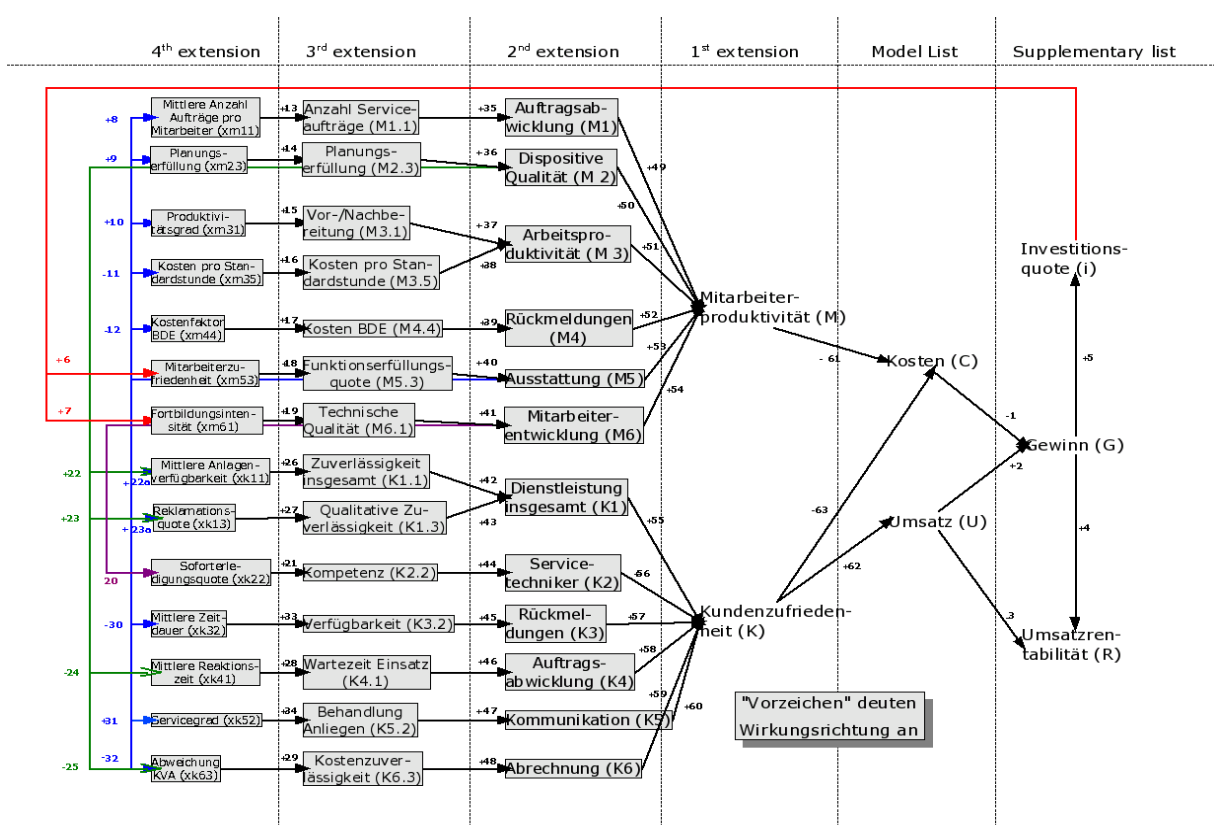 4th extension
3rd extension
2nd extension
1st extension
Model List
Supplementary list
+8
Mittlere Anzahl
Aufträge pro
Mitarbeiter (xm11)
+13
Anzahl Service-
aufträge (M1.1)
+35
Auftragsab-
wicklung (M1)
+9
Planungs-
erfüllung (xm23)
+14
Planungs-
erfüllung (M2.3)
+36
Dispositive
Qualität (M 2)
+49
+50
+10
Produktivi-
tätsgrad (xm31)
+15
Vor-/Nachbe-
reitung (M3.1)
+37
Arbeitspro-
duktivität (M 3)
+51
-11
Kosten pro Stan-
dardstunde (xm35)
+16
Kosten pro Stan-
dardstunde (M3.5)
+38
Investitions-
quote (i)
Mitarbeiter-
produktivität (M)
-12
Kostenfaktor
BDE (xm44)
+17
Kosten BDE (M4.4)
+39
Rückmeldungen
(M4)
+52
+53
- 61
Kosten (C)
+5
+6
Mitarbeiterzu-
friedenheit (xm53)
+18
Funktionserfüllungs-
quote (M5.3)
+40
Ausstattung (M5)
+54
+7
Fortbildungsinten-
sität (xm61)
+19
Technische
Qualität (M6.1)
+41
Mitarbeiter-
entwicklung (M6)
-1
Gewinn (G)
+2
+22
+22a
Mittlere Anlagen-
verfügbarkeit (xk11)
+26
Zuverlässigkeit
insgesamt (K1.1)
+42
Dienstleistung
insgesamt (K1)
+23
+23a
Reklamations-
quote (xk13)
+27
Qualitative Zu-
verlässigkeit (K1.3)
+43
+55
-63
Umsatz (U)
+4
20
Soforterle-
digungsquote (xk22)
+21
Kompetenz (K2.2)
+44
Service-
techniker (K2)
-56
+62
-30
Mittlere Zeit-
dauer (xk32)
+33
Verfügbarkeit (K3.2)
+45
Rückmel-
dungen (K3)
+57
Kundenzufrieden-
heit (K)
3
Umsatzren-
tabilität (R)
-24
Mittlere Reaktions-
zeit (xk41)
+28
Wartezeit Einsatz
(K4.1)
+46
Auftrags-
abwicklung (K4)
+58
+59
+60
+31
Servicegrad (xk52)
+34
Behandlung
Anliegen (K5.2)
+47
Kommunikation (K5)
"Vorzeichen" deuten
Wirkungsrichtung an
-25
-32
Abweichung
KVA (xk63)
+29
Kostenzuver-
lässigkeit (K6.3)
+48
Abrechnung (K6)